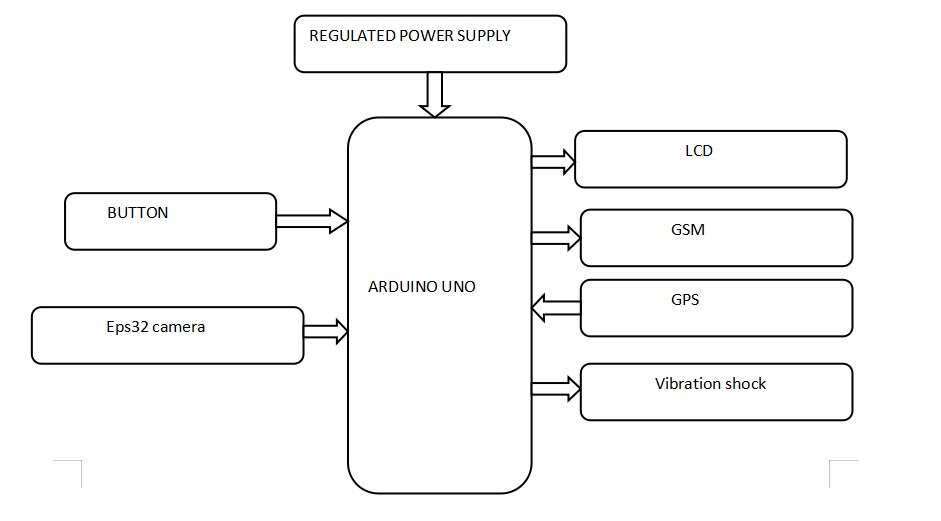 REGULATED POWER SUPPLY
LCD
BUTTON
GSM
ARDUINO UNO
GPS
Eps32 camera
Vibration shock